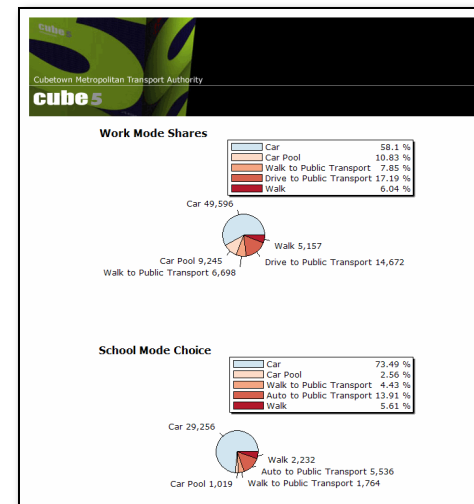 cube
Cubetown Metropolitan Transport Authority
cube 5
Work Mode Shares
Car 58.1 %
Car Pool 10.83 %
Walk to Public Transport 7.85 %
Drive to Public Transport 17.19 %
Walk 6.04 %
Car 49,596
Walk 5,157
Car Pool 9,245
Drive to Public Transport 14,672
Walk to Public Transport 6,698
School Mode Choice
Car 73.49 %
Car Pool 2.56 %
Walk to Public Transport 4.43 %
Auto to Public Transport 13.91 %
Walk 5.61 %
Car 29,256
Walk 2,232
Auto to Public Transport 5,536
Car Pool 1,019
Walk to Public Transport 1,764